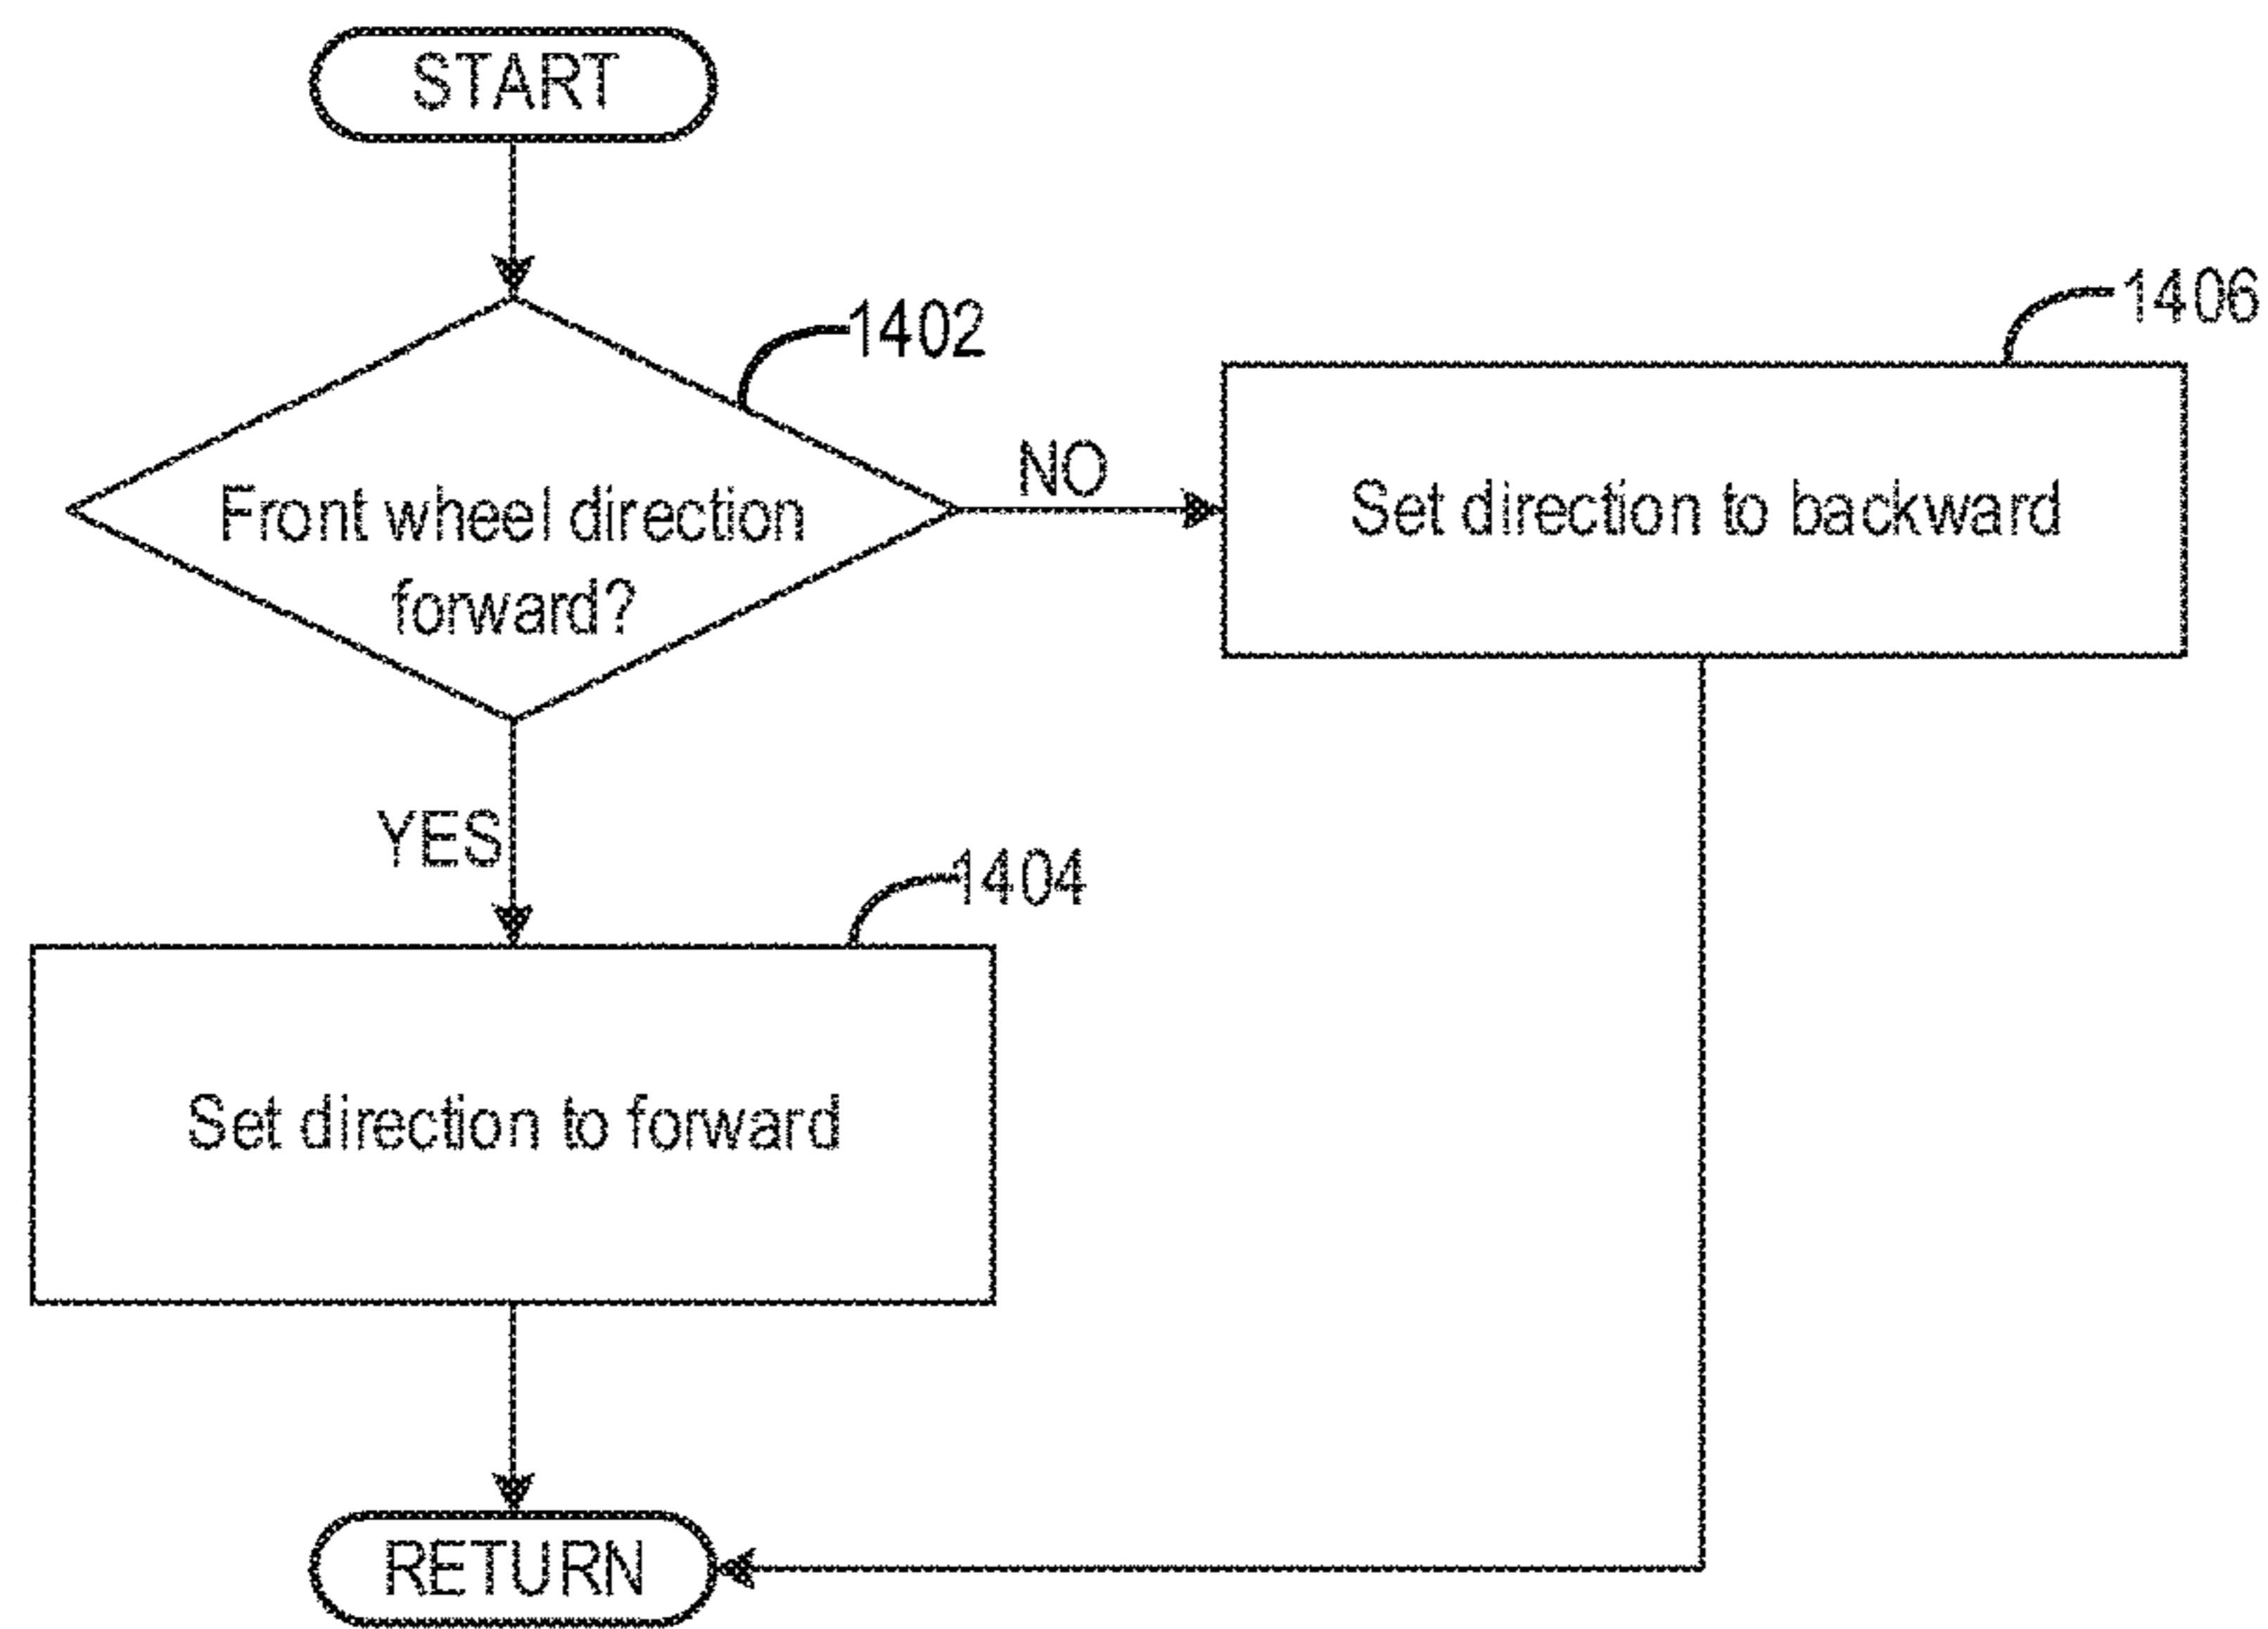 START
1402
1406
NO
Front wheel direction
forward?
Set direction to backward
YES
1404
Set direction to forward
RETURN